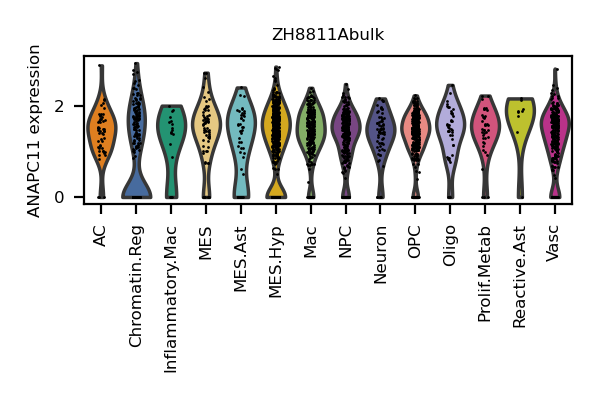 ZH8811Abulk
ANAPC11 expression
2
0
AC
Chromatin.Reg
Inflammatory.Mac
MES
MES.Ast
MES.Hyp
Mac
NPC
Neuron
OPC
Oligo
Prolif.Metab
Reactive.Ast
Vasc